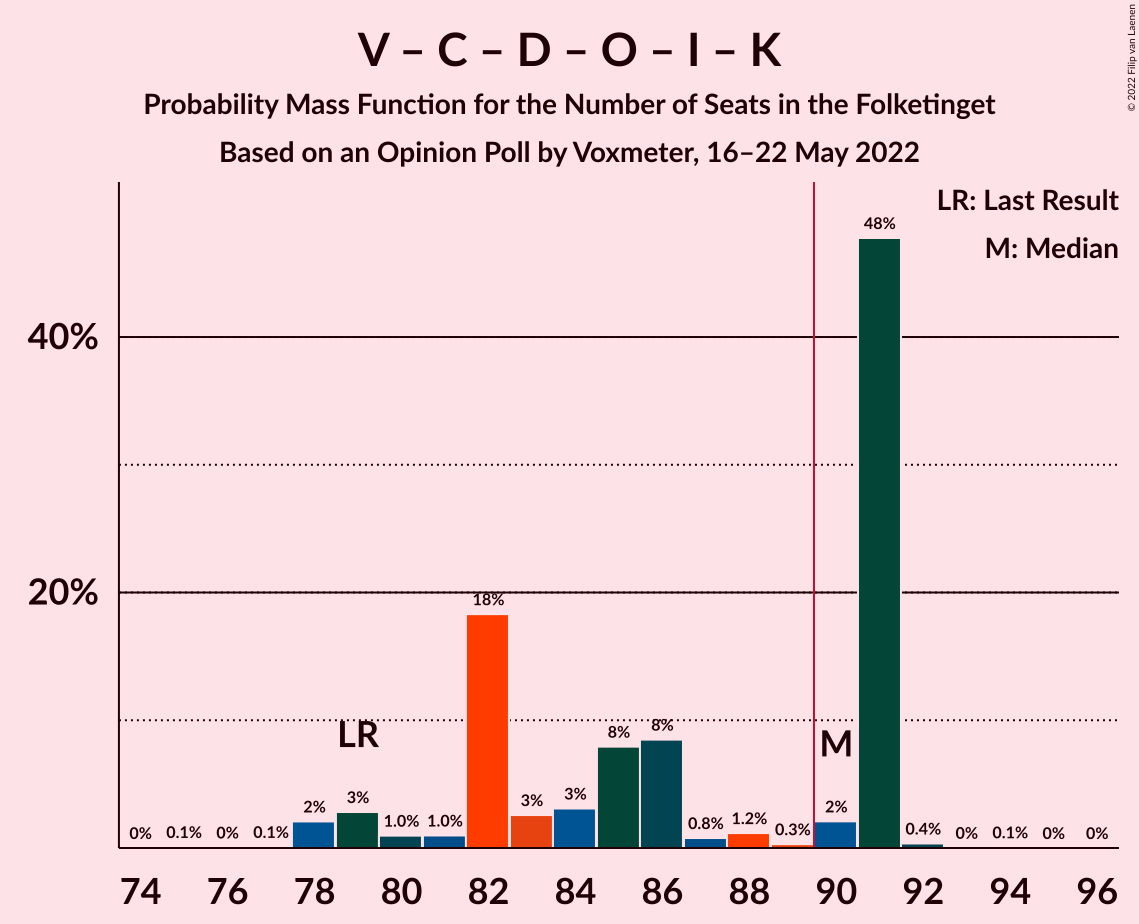 V – C – D – O – I – K
Probability Mass Function for the Number of Seats in the Folketinget
Based on an Opinion Poll by Voxmeter, 16–22 May 2022
© 2022 Filip van Laenen
LR: Last Result
M: Median
40%
20%
0%
0.1%
0%
0.1%
2%
3%
1.0%
1.0%
18%
3%
3%
8%
8%
0.8%
1.2%
0.3%
2%
48%
0.4%
0%
0.1%
0%
0%
LR
M
74 76 78 80 82 84 86 88 90 92 94 96